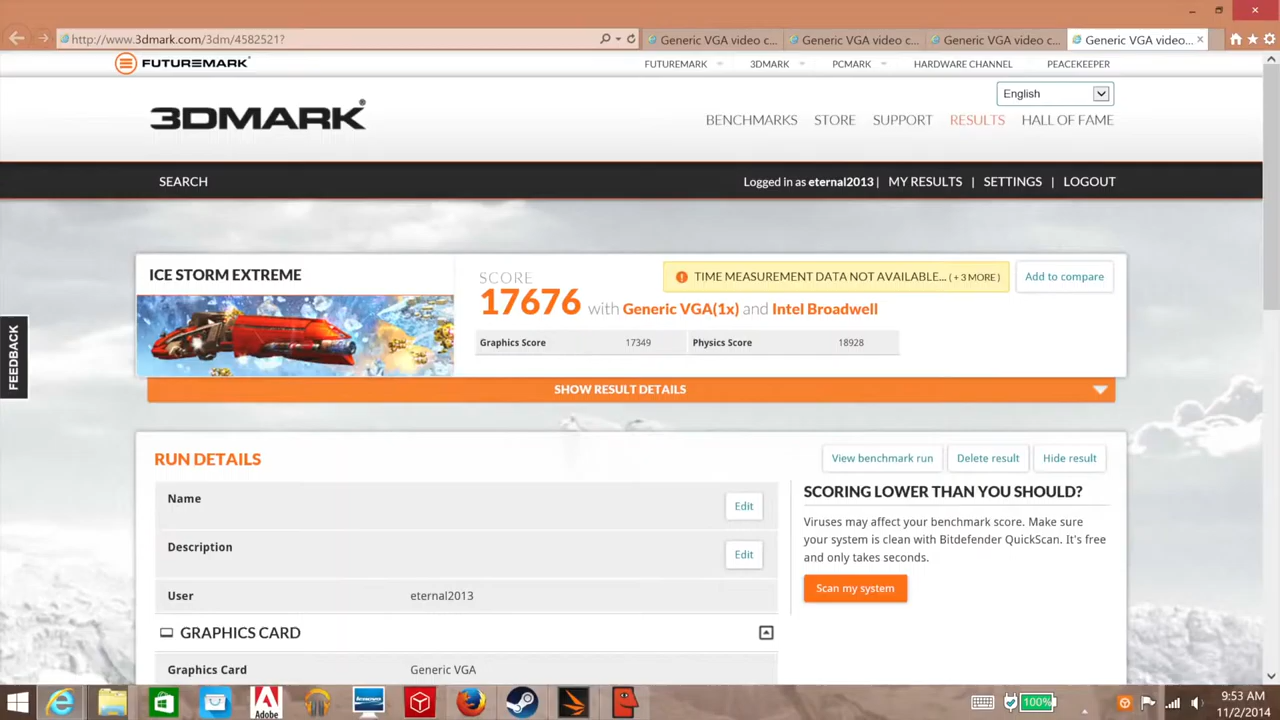 http://www.3dmark.com/3dm/4582521?
Generic VGA video c...
Generic VGA video c...
Generic VGA video c...
Generic VGA video...
FUTUREMARK
FUTUREMARK
3DMARK
PCMARK
HARDWARE CHANNEL
PEACEKEEPER
English
3DMARK®
BENCHMARKS
STORE
SUPPORT
RESULTS
HALL OF FAME
SEARCH
Logged in as eternal2013 | MY RESULTS | SETTINGS | LOGOUT
FEEDBACK
ICE STORM EXTREME
SCORE
17676 with Generic VGA(1x) and Intel Broadwell
TIME MEASUREMENT DATA NOT AVAILABLE... ( + 3 MORE )
Add to compare
Graphics Score 17349
Physics Score 18928
SHOW RESULT DETAILS
RUN DETAILS
View benchmark run
Delete result
Hide result
Name
Edit
Description
Edit
User eternal2013
GRAPHICS CARD
Graphics Card Generic VGA
SCORING LOWER THAN YOU SHOULD?
Viruses may affect your benchmark score. Make sure
your system is clean with Bitdefender QuickScan. It's free
and only takes seconds.
Scan my system
Adobe
lenovo
100%
9:53 AM
11/2/2014